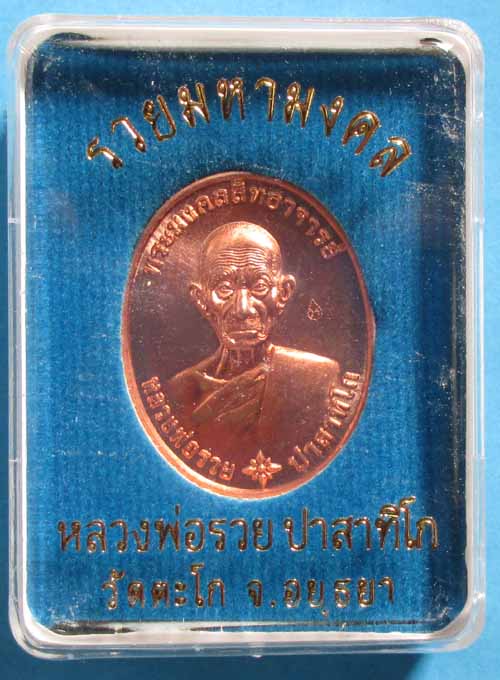 รวยมหามงคล
พระมงคลสิทธาจารย์
หลวงพ่อรวย ปาสาทิโก
หลวงพ่อรวย ปาสาทิโก
วัดตะโก จ.อยุธยา